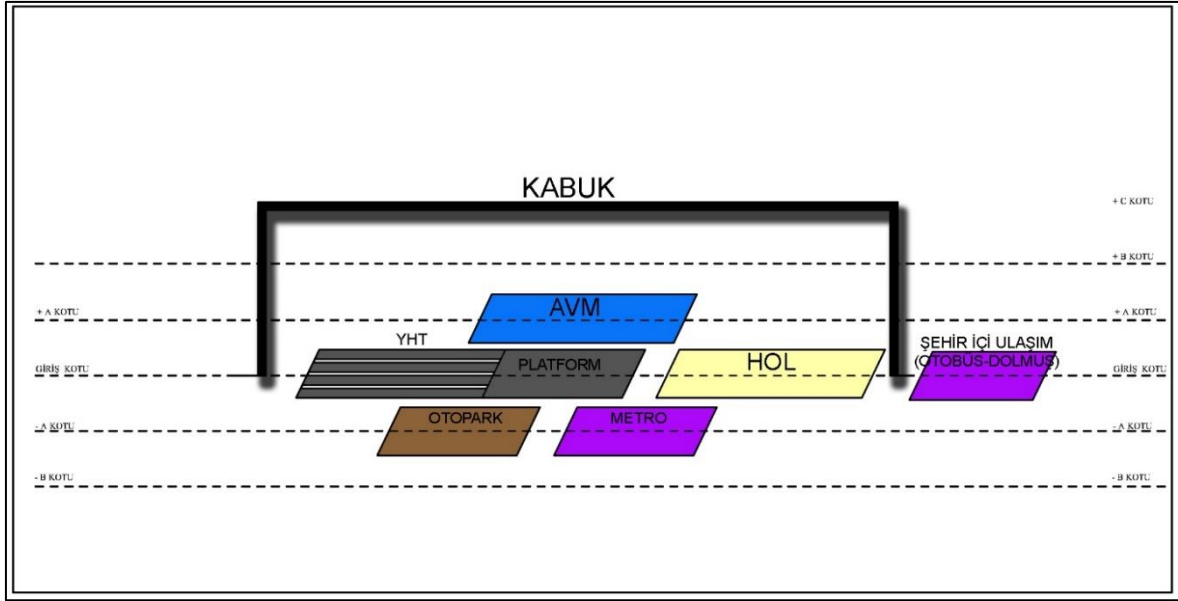 KABUK
+ C KOTU
+ B KOTU
AVM
+ A KOTU
+ A KOTU
YHT
ŞEHİR İÇİ ULAŞIM
(OTOBÜS-DOLMUŞ)
PLATFORM
HOL
GİRİŞ KOTU
GİRİŞ KOTU
OTOPARK
METRO
- A KOTU
- A KOTU
- B KOTU
- B KOTU